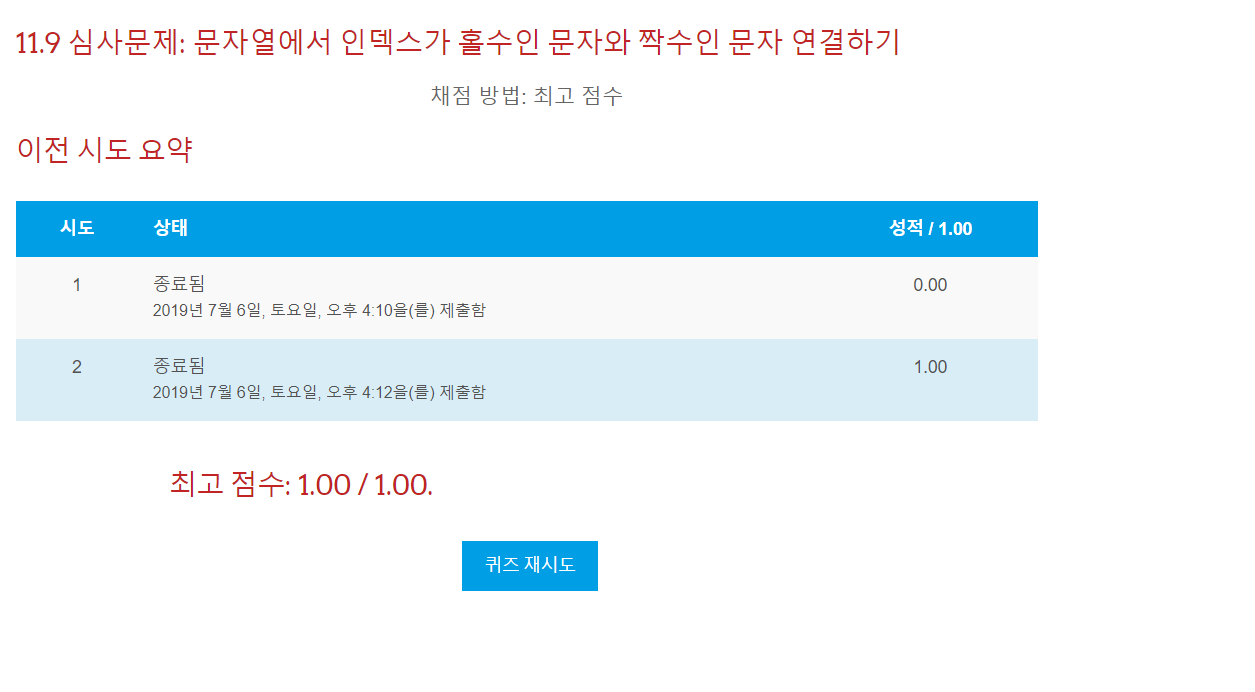 11.9 심사문제: 문자열에서 인덱스가 홀수인 문자와 짝수인 문자 연결하기
채점 방법: 최고 점수
이전 시도 요약
시도 상태 성적 / 1.00
1 종료됨 0.00
2019년 7월 6일, 토요일, 오후 4:10을(를) 제출함
2 종료됨 1.00
2019년 7월 6일, 토요일, 오후 4:12을(를) 제출함
최고 점수: 1.00 / 1.00.
퀴즈 재시도